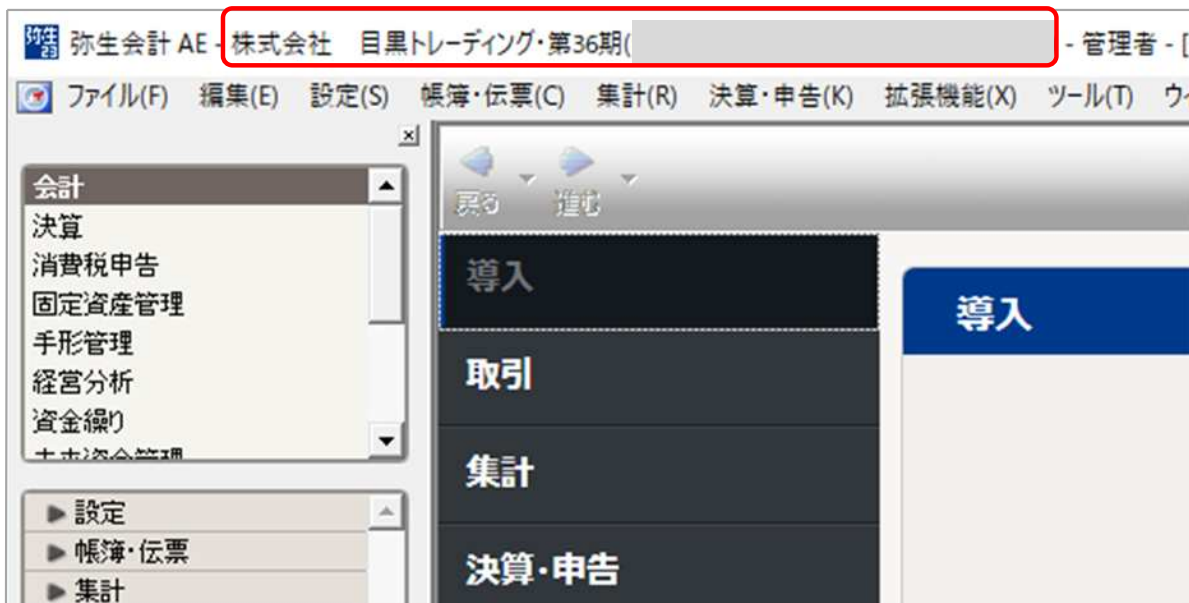 弥生 23 弥生会計 AE - 株式会社　目黒トレーディング・第36期( - 管理者 - [
ファイル(F) 編集(E) 設定(S) 帳簿・伝票(C) 集計(R) 決算・申告(K) 拡張機能(X) ツール(T) ウ
戻る 進む
会計
決算
消費税申告
固定資産管理
手形管理
経営分析
資金繰り
設定
帳簿・伝票
集計
導入
取引
集計
決算・申告
導入